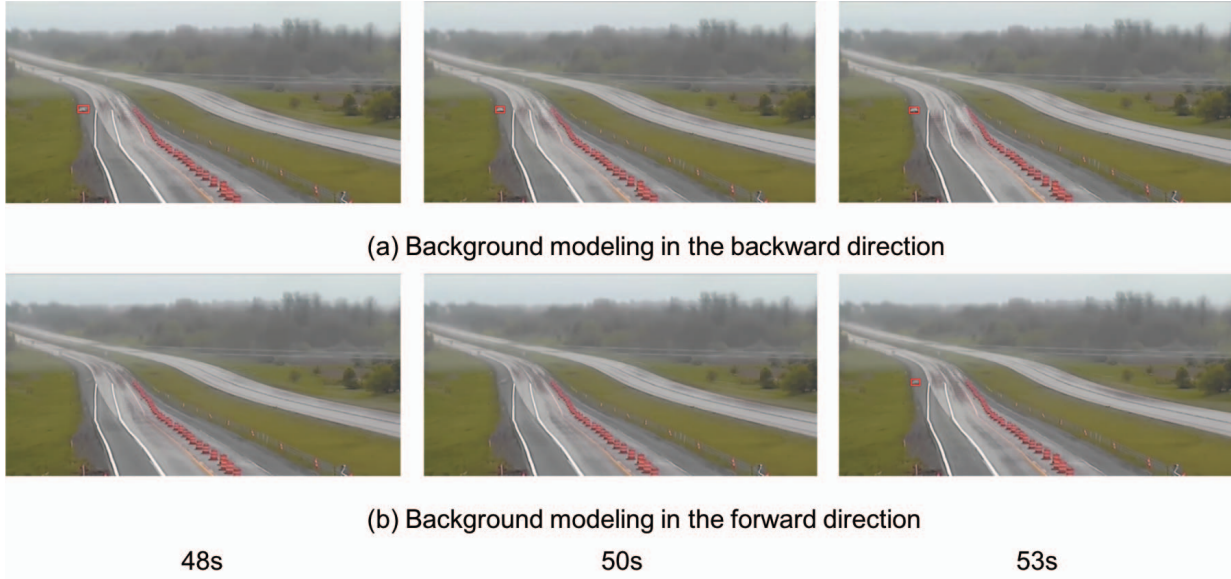 (a) Background modeling in the backward direction
(b) Background modeling in the forward direction
48s 50s 53s